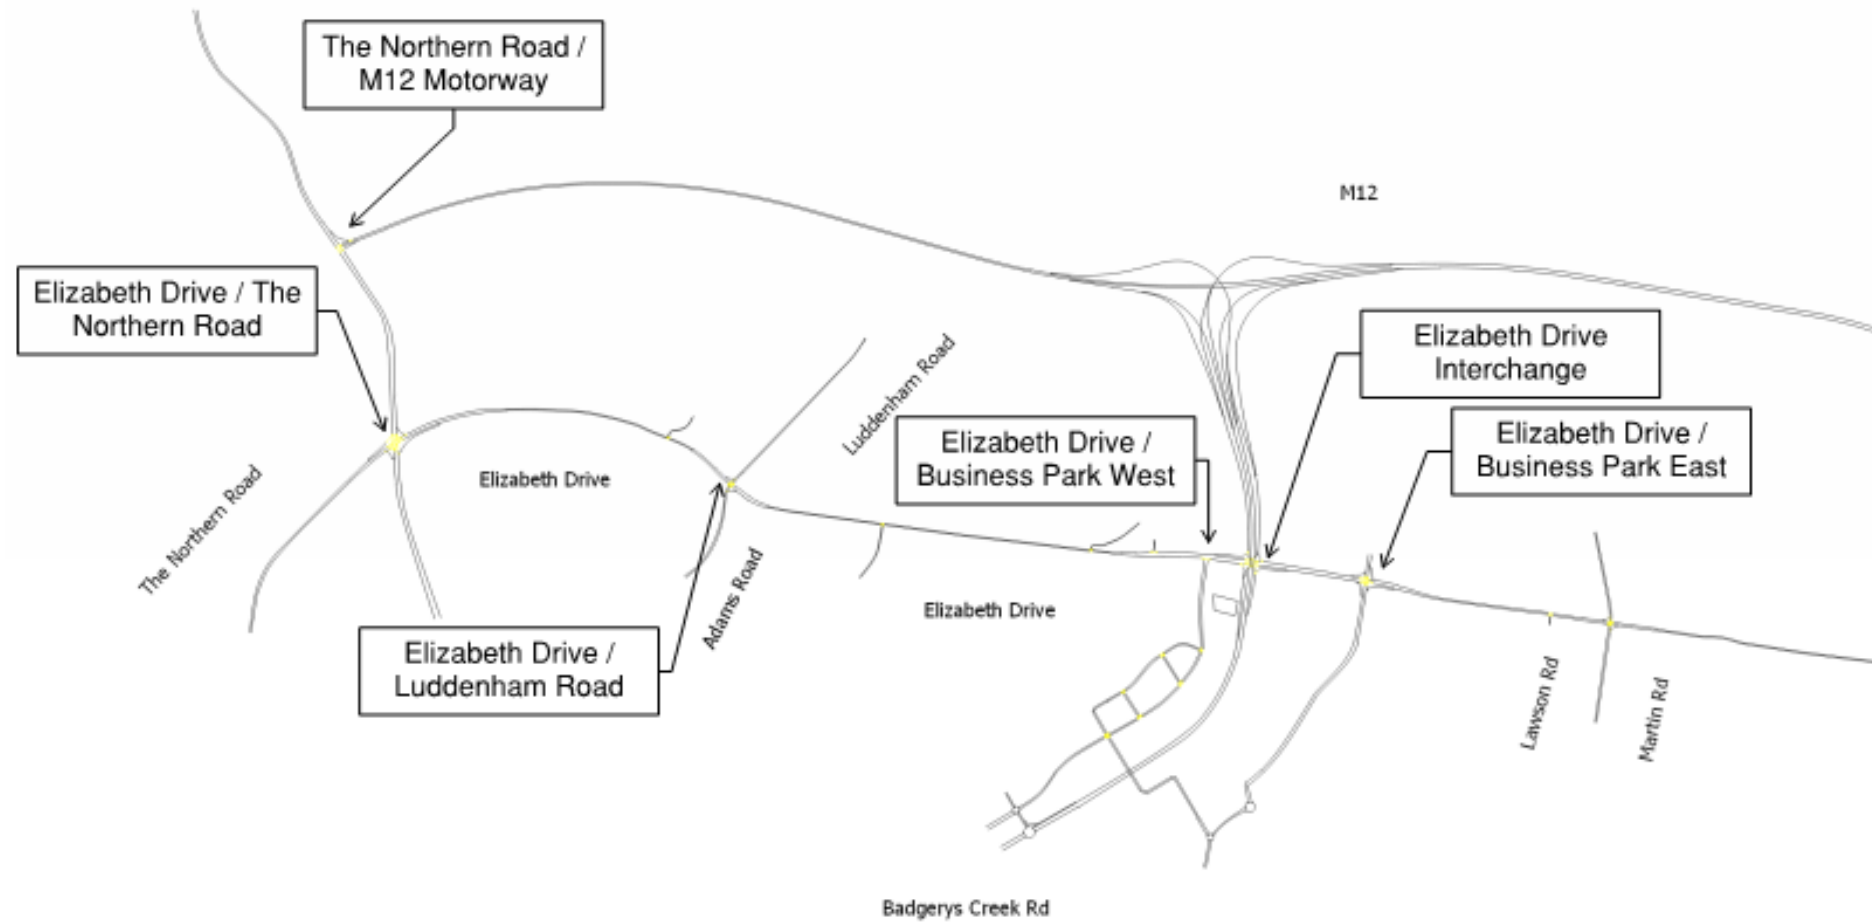 The Northern Road /
M12 Motorway
M12
Elizabeth Drive / The
Northern Road
Elizabeth Drive
Interchange
Luddenham Road
Elizabeth Drive /
Business Park West
Elizabeth Drive /
Business Park East
Elizabeth Drive
The Northern Road
Adams Road
Elizabeth Drive
Elizabeth Drive /
Luddenham Road
Lawson Rd
Martin Rd
Badgerys Creek Rd